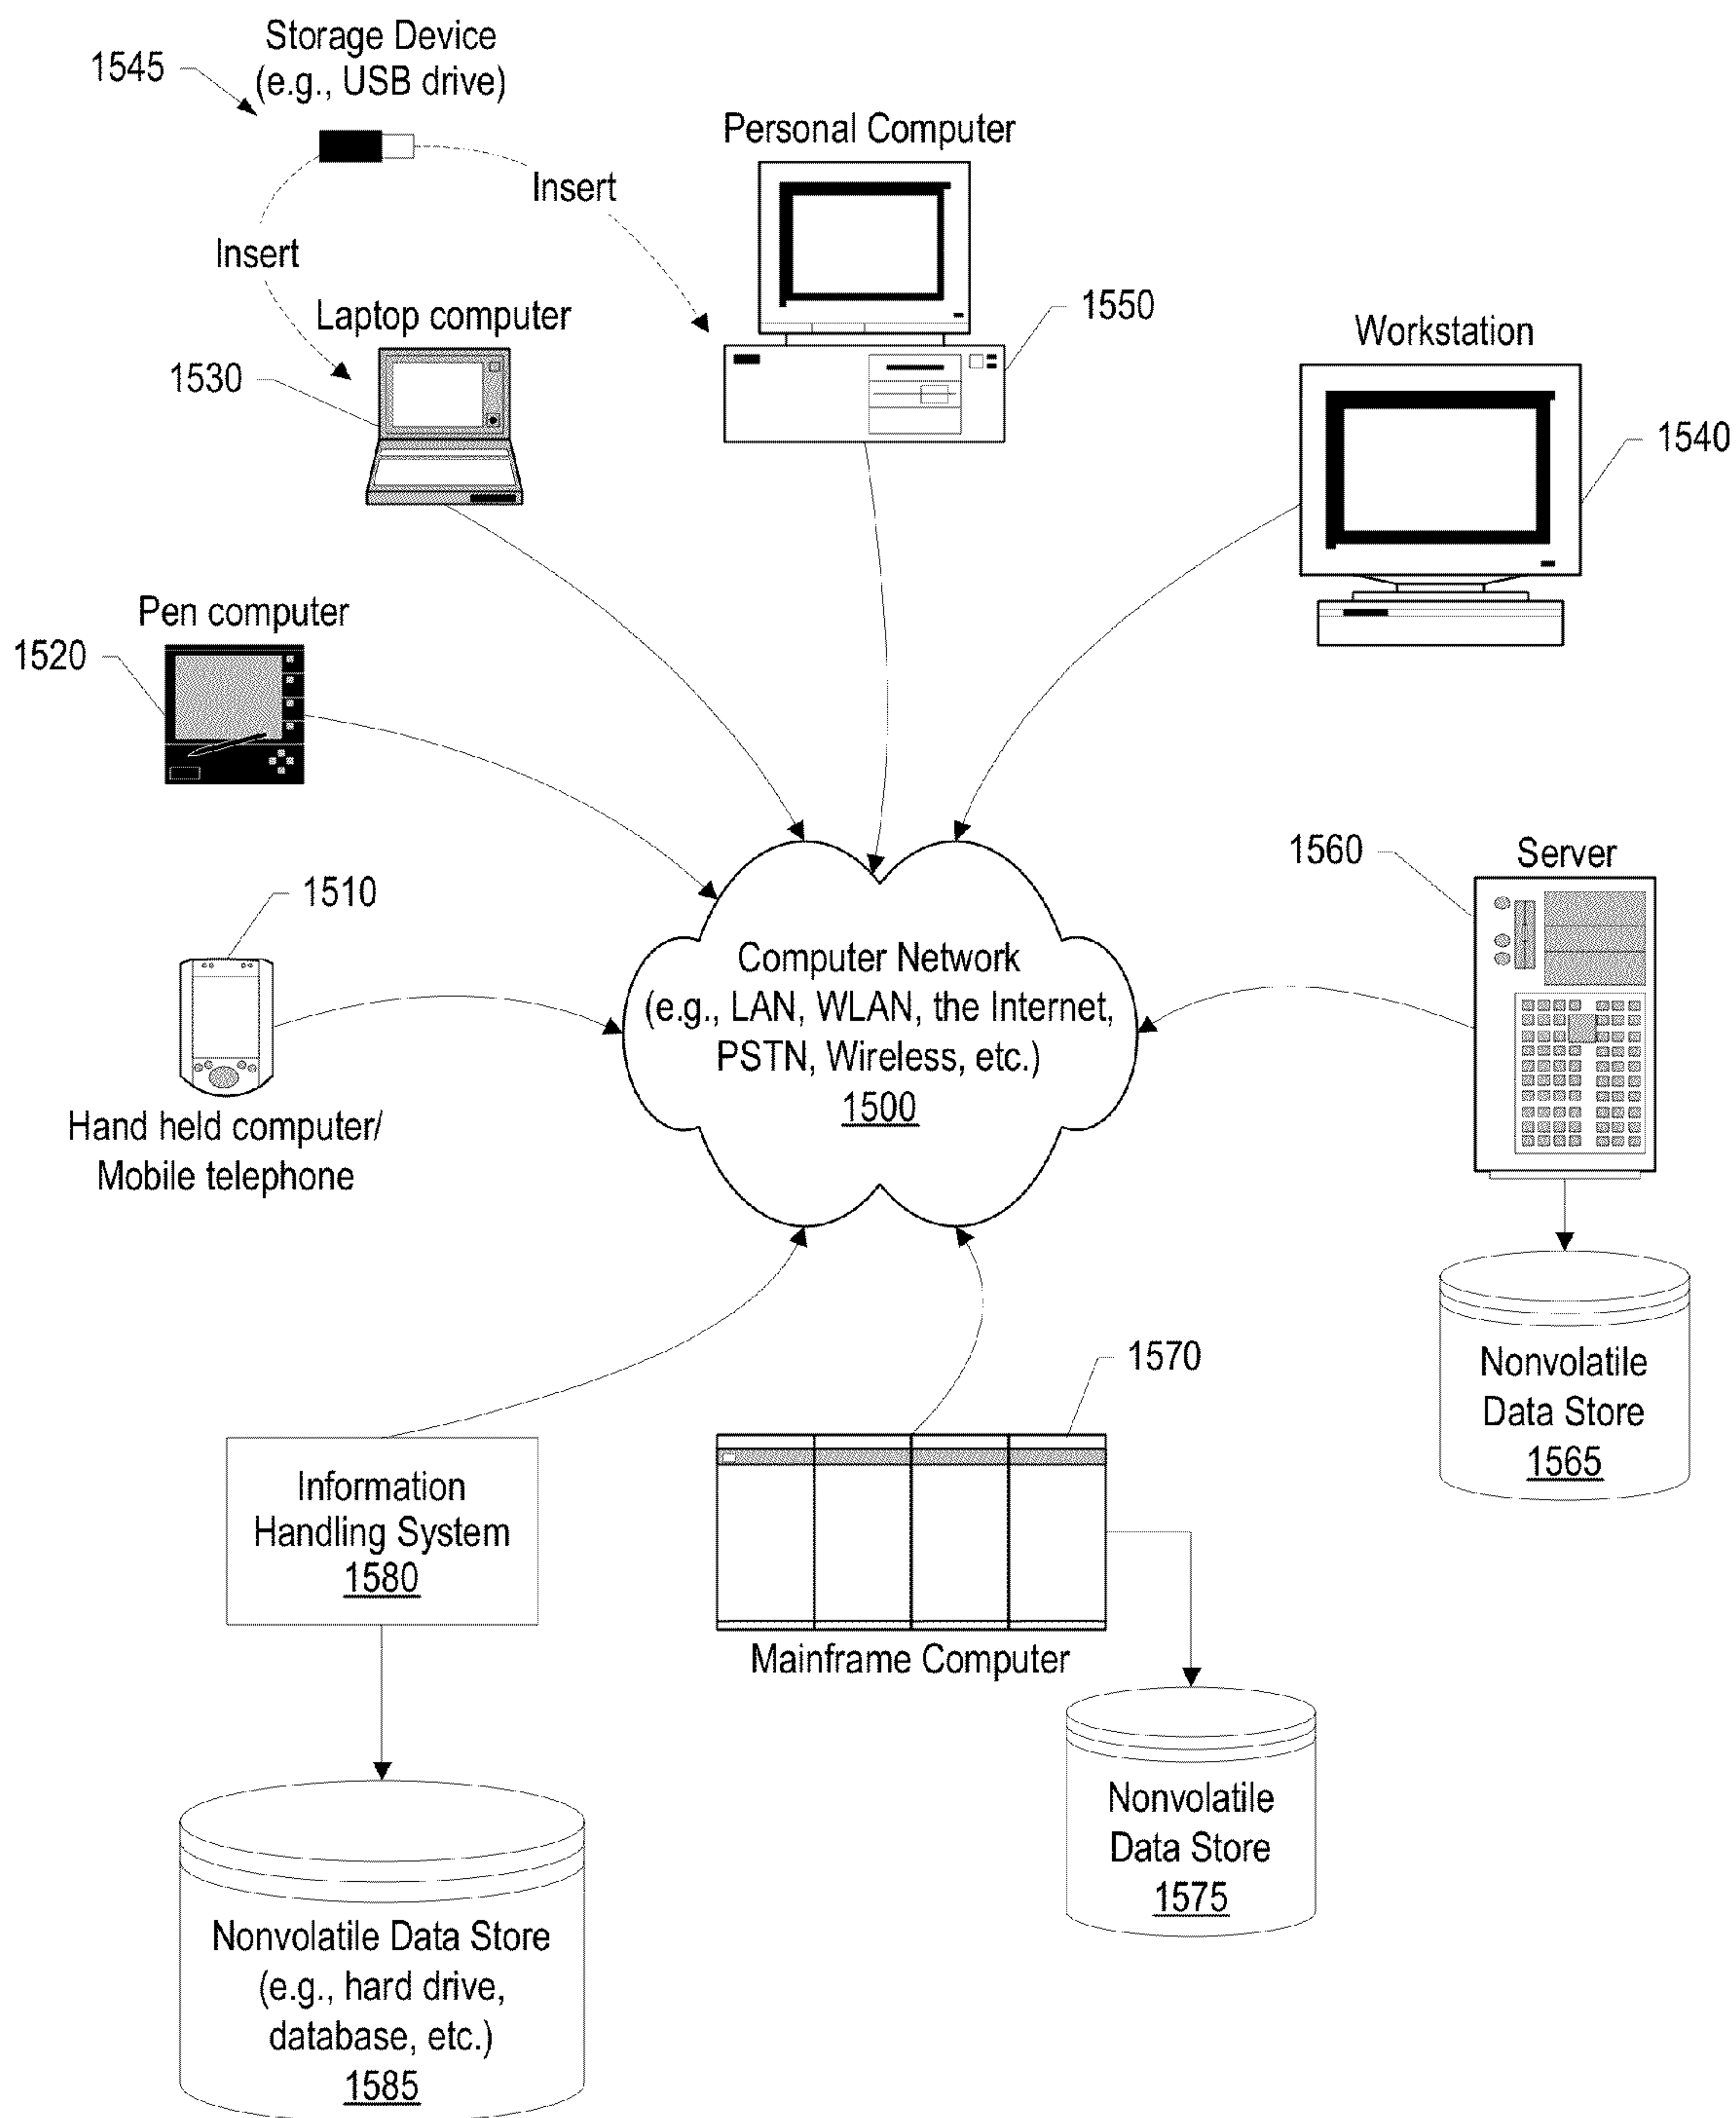 Storage Device
(e.g., USB drive)
1545
Insert
Insert
Personal Computer
1550
Laptop computer
1530
Workstation
1540
Pen computer
1520
1510
Hand held computer/
Mobile telephone
Computer Network
(e.g., LAN, WLAN, the Internet,
PSTN, Wireless, etc.)
1500
1560
Server
Nonvolatile
Data Store
1565
Information
Handling System
1580
1570
Mainframe Computer
Nonvolatile
Data Store
1575
Nonvolatile Data Store
(e.g., hard drive,
database, etc.)
1585